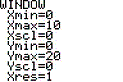 WINDOW
Xmin=0
Xmax=10
Xscl=0
Ymin=0
Ymax=20
Yscl=0
Xres=1